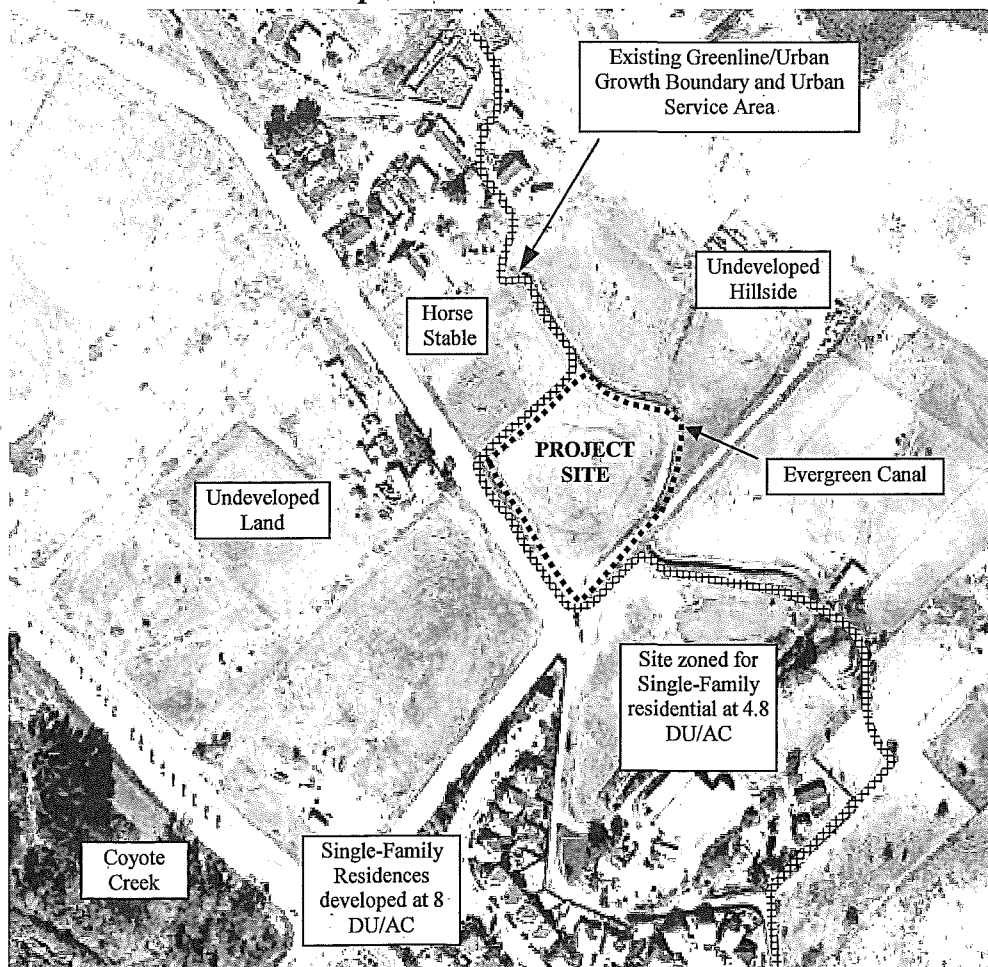 Existing Greenline/Urban
Growth Boundary and Urban
Service Area
Undeveloped
Hillside
Horse
Stable
PROJECT
SITE
Evergreen Canal
Undeveloped
Land
Site zoned for
Single-Family
residential at 4.8
DU/AC
Coyote
Creek
Single-Family
Residences
developed at 8
DU/AC